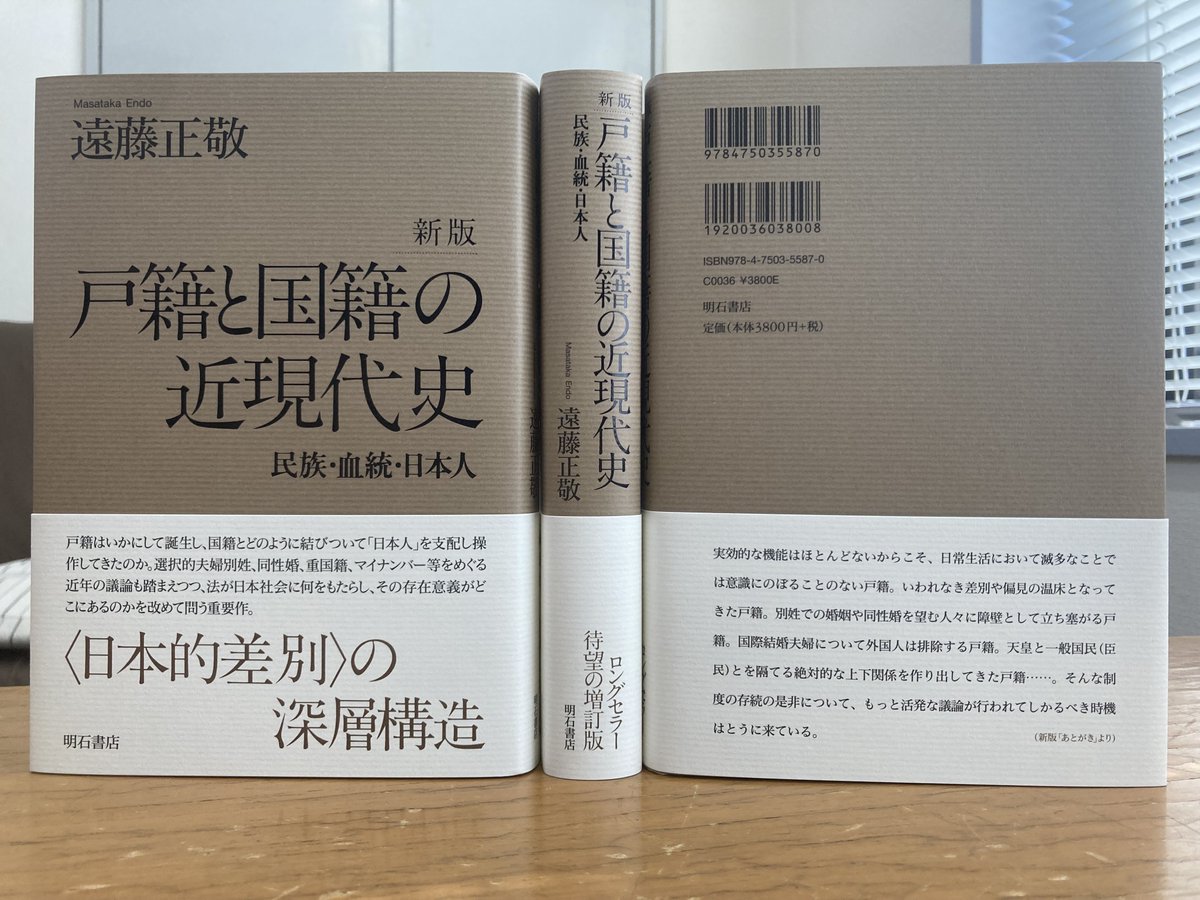 Masataka Endo
遠藤正敬
新版
戸籍と国籍の
近現代史
民族・血統・日本人
戸籍はいかにして誕生し、国籍とどのように結びついて「日本人」を支配し操
作してきたのか。選択的夫婦別姓、同性婚、重国籍、マイナンバー等をめぐる
近年の議論も踏まえつつ、法が日本社会に何をもたらし、その存在意義がど
こにあるのかを改めて問う重要作。
〈日本的差別〉の
深層構造
明石書店
新版
戸籍と国籍の近現代史
民族・血統・日本人
Masataka Endo
遠藤正敬
ロングセラー
待望の増訂版
明石書店
9784750355870
1920036038008
ISBN978-4-7503-5587-0
C0036 ¥3800E
明石書店
定価(本体3800円+税)
実効的な機能はほとんどないからこそ、日常生活において滅多なことで
は意識にのぼることのない戸籍。いわれなき差別や偏見の温床となって
きた戸籍。別姓での婚姻や同性婚を望む人々に障壁として立ち塞がる戸
籍。国際結婚夫婦について外国人は排除する戸籍。天皇と一般国民(臣
民)とを隔てる絶対的な上下関係を作り出してきた戸籍……。そんな制
度の存続の是非について、もっと活発な議論が行われてしかるべき時機
はとうに来ている。
(新版「あとがき」より)